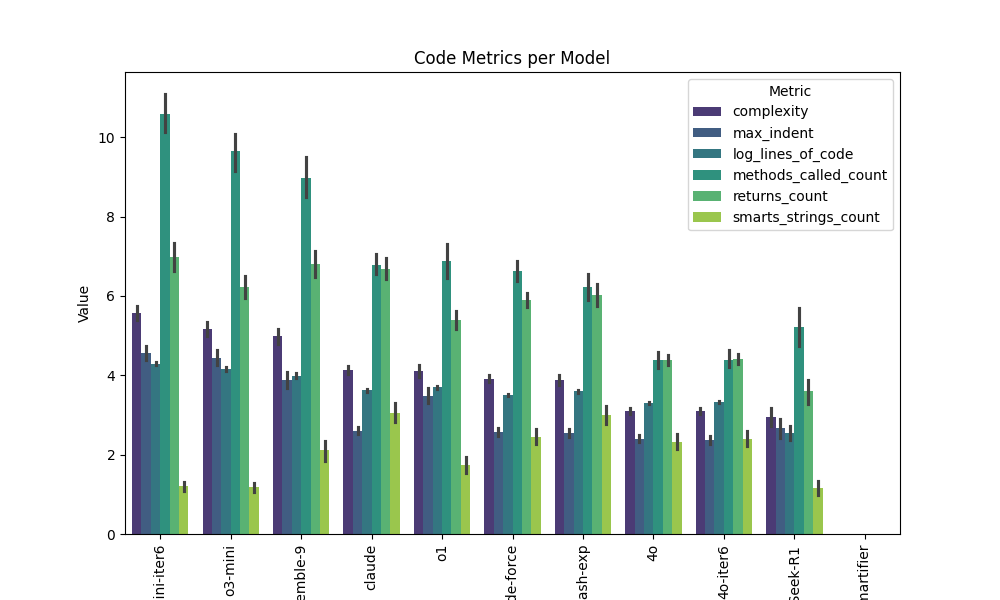 Code Metrics per Model
Metric
complexity
max_indent
log_lines_of_code
methods_called_count
returns_count
smarts_strings_count
Value
10
8
6
4
2
0
ini-iter6
o3-mini
emble-9
claude
o1
de-force
ash-exp
4o
4o-iter6
Seek-R1
martifier